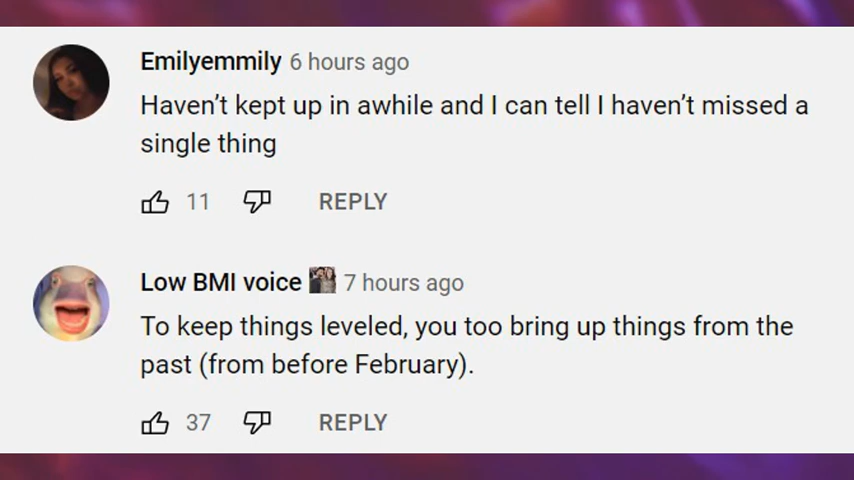 Emilyemmily 6 hours ago
Haven't kept up in awhile and I can tell I haven't missed a
single thing
11 REPLY
Low BMI voice 7 hours ago
To keep things leveled, you too bring up things from the
past (from before February).
37 REPLY